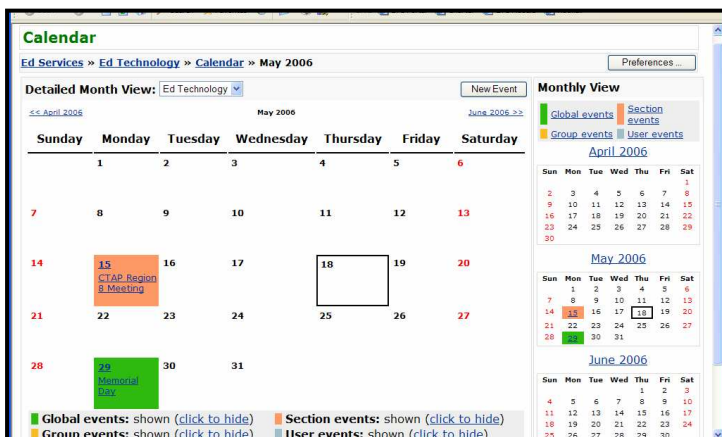 Calendar
Ed Services » Ed Technology » Calendar » May 2006
Preferences ...
Detailed Month View: Ed Technology
New Event
<< April 2006
May 2006
June 2006 >>
Sunday Monday Tuesday Wednesday Thursday Friday Saturday
1 2 3 4 5 6
7 8 9 10 11 12 13
14 15 16 17 18 19 20
CTAP Region
8 Meeting
21 22 23 24 25 26 27
28 29 30 31
Memorial
Day
Global events: shown (click to hide) Section events: shown (click to hide)
Group events: shown (click to hide) User events: shown (click to hide)
Monthly View
Global events Section
events
Group events User events
April 2006
Sun Mon Tue Wed Thu Fri Sat
1
2 3 4 5 6 7 8
9 10 11 12 13 14 15
16 17 18 19 20 21 22
23 24 25 26 27 28 29
30
May 2006
Sun Mon Tue Wed Thu Fri Sat
1 2 3 4 5 6
7 8 9 10 11 12 13
14 15 16 17 18 19 20
21 22 23 24 25 26 27
28 29 30 31
June 2006
Sun Mon Tue Wed Thu Fri Sat
1 2 3
4 5 6 7 8 9 10
11 12 13 14 15 16 17
18 19 20 21 22 23 24
25 26 27 28 29 30